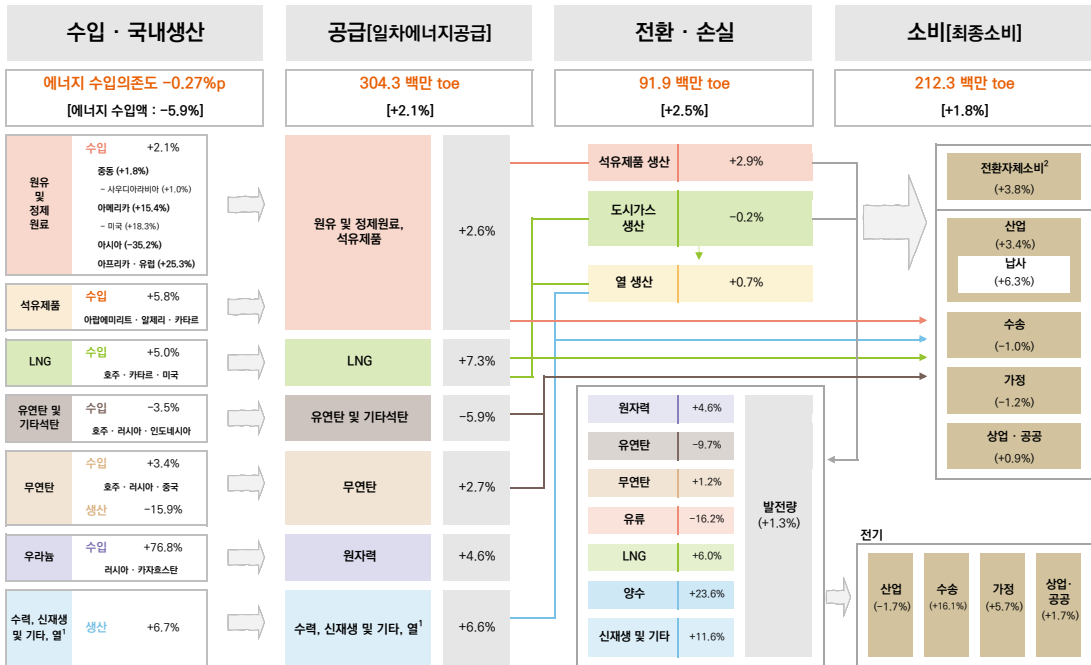 수입 · 국내생산
공급[일차에너지공급]
전환 · 손실
소비[최종소비]
에너지 수입의존도 -0.27%p
[에너지 수입액 : -5.9%]
304.3 백만 toe
[+2.1%]
91.9 백만 toe
[+2.5%]
212.3 백만 toe
[+1.8%]
원유
및
정제
원료
수입 +2.1%
중동 (+1.8%)
- 사우디아라비아 (+1.0%)
아메리카 (+15.4%)
- 미국 (+18.3%)
아시아 (-35.2%)
아프리카 · 유럽 (+25.3%)
석유제품
수입 +5.8%
아랍에미리트 · 알제리 · 카타르
LNG
수입 +5.0%
호주 · 카타르 · 미국
유연탄 및
기타석탄
수입 -3.5%
호주 · 러시아 · 인도네시아
무연탄
수입 +3.4%
호주 · 러시아 · 중국
생산 -15.9%
우라늄
수입 +76.8%
러시아 · 카자흐스탄
수력, 신재생
및 기타, 열1
생산 +6.7%
원유 및 정제원료,
석유제품
+2.6%
LNG +7.3%
유연탄 및 기타석탄 -5.9%
무연탄 +2.7%
원자력 +4.6%
수력, 신재생 및 기타, 열1 +6.6%
석유제품 생산 +2.9%
도시가스
생산
-0.2%
열 생산 +0.7%
원자력 +4.6%
유연탄 -9.7%
무연탄 +1.2%
유류 -16.2%
LNG +6.0%
양수 +23.6%
신재생 및 기타 +11.6%
발전량
(+1.3%)
전환자체소비2
(+3.8%)
산업
(+3.4%)
납사
(+6.3%)
수송
(-1.0%)
가정
(-1.2%)
상업 · 공공
(+0.9%)
전기
산업
(-1.7%)
수송
(+16.1%)
가정
(+5.7%)
상업·
공공
(+1.7%)